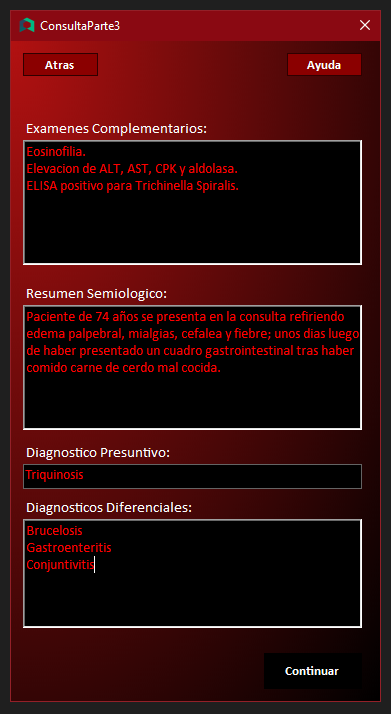 ConsultaParte3
Atras
Ayuda
Examenes Complementarios:
Eosinofilia.
Elevacion de ALT, AST, CPK y aldolasa.
ELISA positivo para Trichinella Spiralis.
Resumen Semiologico:
Paciente de 74 años se presenta en la consulta refiriendo
edema palpebral, mialgias, cefalea y fiebre; unos dias luego
de haber presentado un cuadro gastrointestinal tras haber
comido carne de cerdo mal cocida.
Diagnostico Presuntivo:
Triquinosis
Diagnosticos Diferenciales:
Brucelosis
Gastroenteritis
Conjuntivitis
Continuar